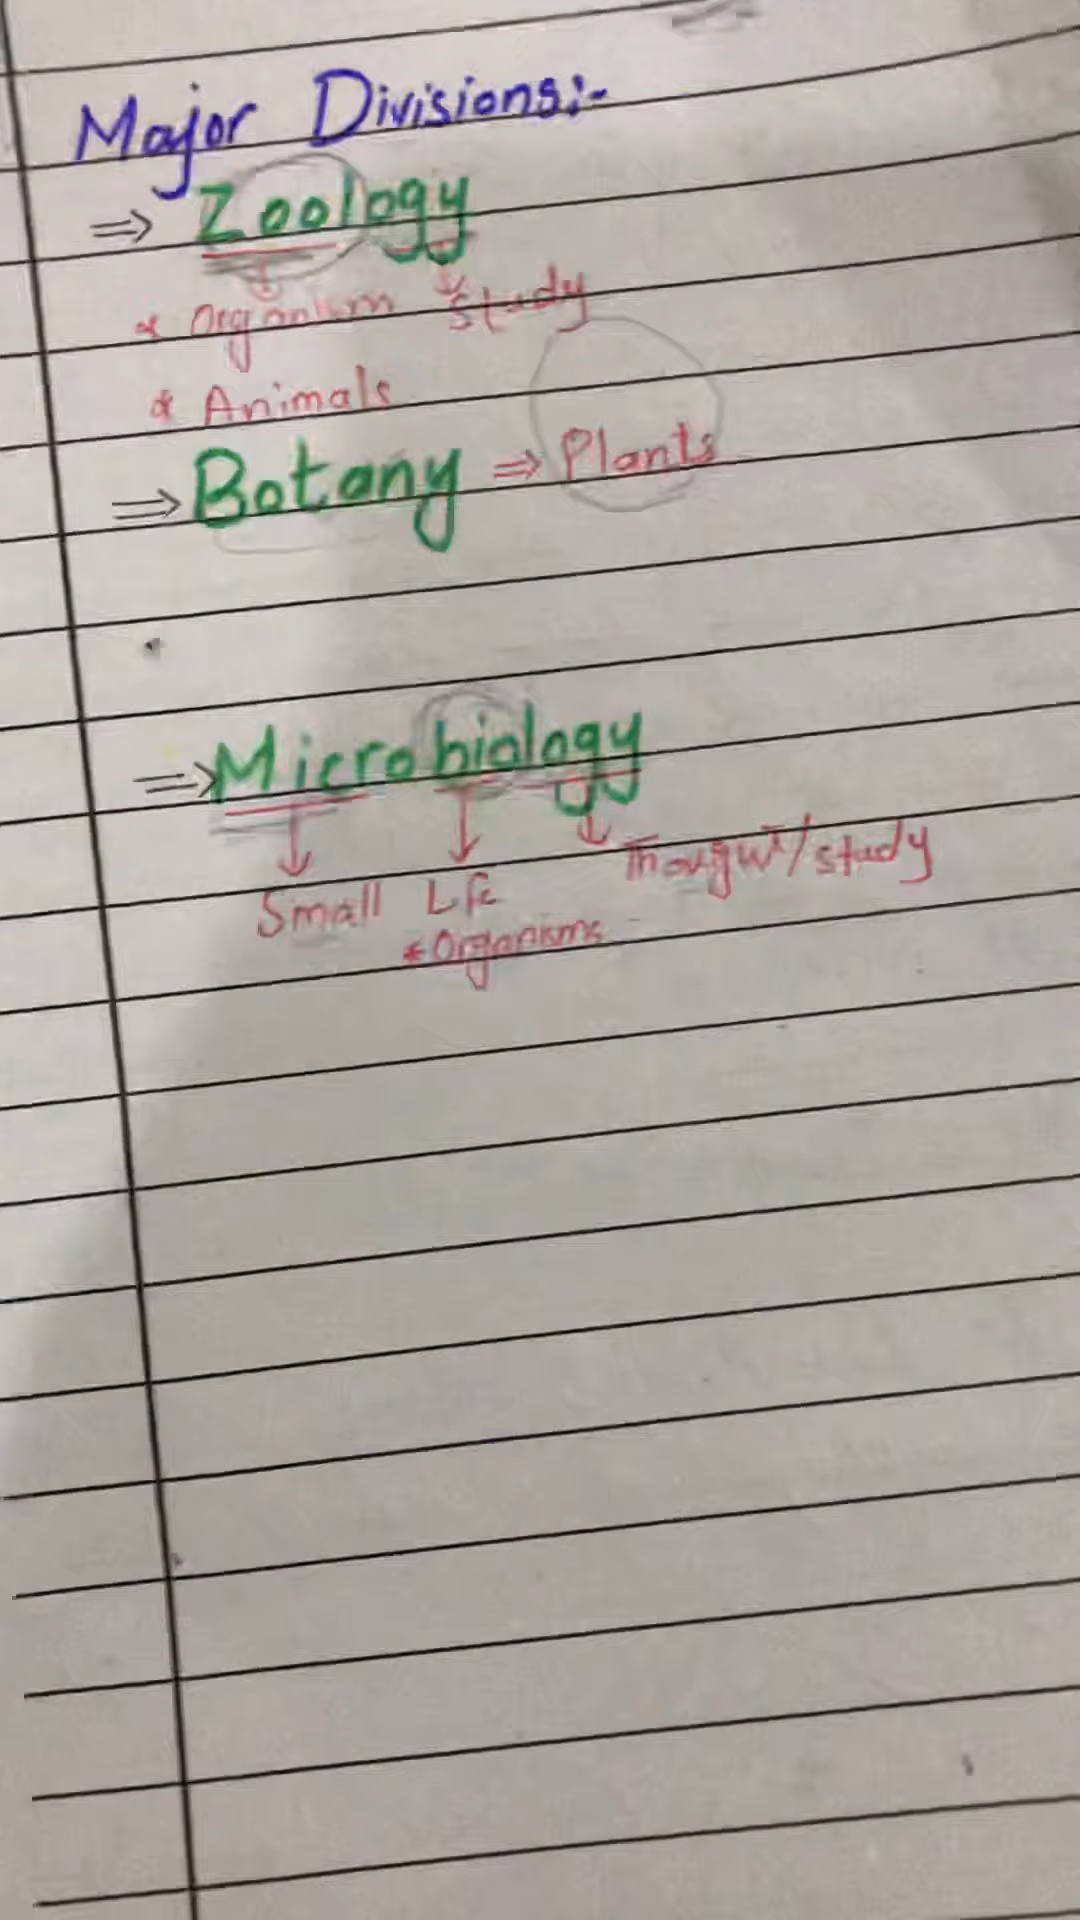 Major Divisions:-
⇒ Zoology
* Organism study
* Animals
⇒ Botany ⇒ Plants
⇒ Microbiology
Small Life Thought/study
* Organisms